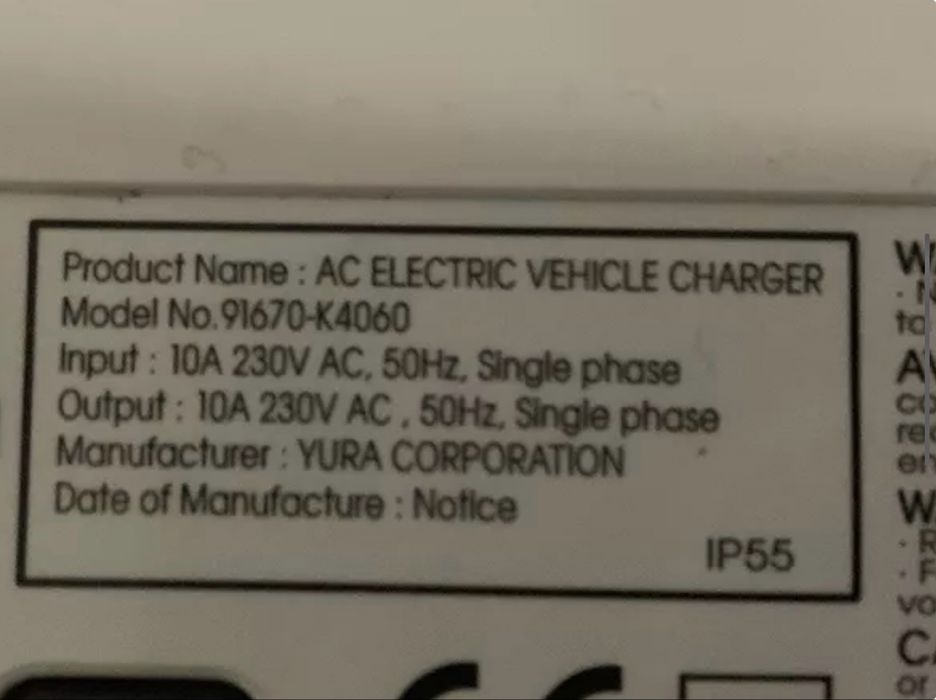 Product Name : AC ELECTRIC VEHICLE CHARGER
Model No.91670-K4060
Input : 10A 230V AC, 50Hz, Single phase
Output : 10A 230V AC , 50Hz, Single phase
Manufacturer : YURA CORPORATION
Date of Manufacture : Notice
IP55
CE